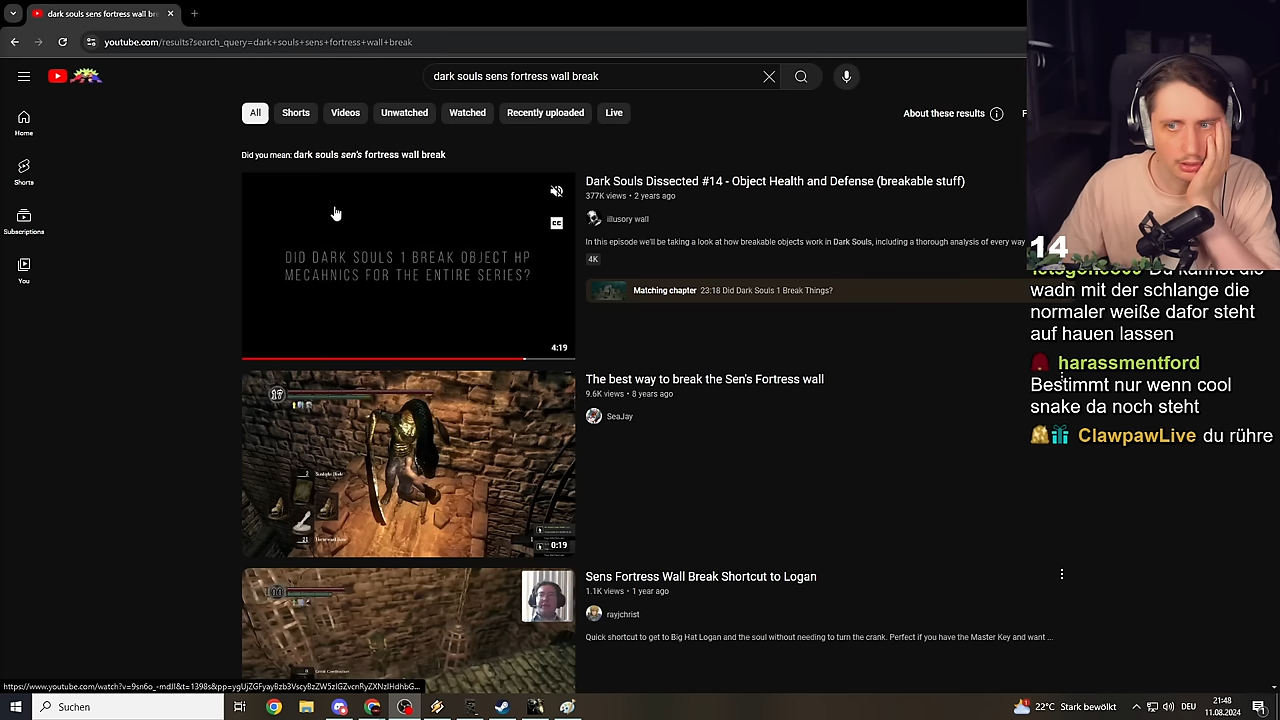 dark souls sens fortress wall bre
youtube.com/results?search_query=dark+souls+sens+fortress+wall+break
dark souls sens fortress wall break
All
Shorts
Videos
Unwatched
Watched
Recently uploaded
Live
About these results
F
Home
Shorts
Subscriptions
You
Did you mean: dark souls sen's fortress wall break
DID DARK SOULS 1 BREAK OBJECT HP
MECAHNICS FOR THE ENTIRE SERIES?
CC
4:19
Dark Souls Dissected #14 - Object Health and Defense (breakable stuff)
377K views • 2 years ago
illusory wall
In this episode we'll be taking a look at how breakable objects work in Dark Souls, including a thorough analysis of every way
4K
Matching chapter 23:18 Did Dark Souls 1 Break Things?
The best way to break the Sen's Fortress wall
9.6K views • 8 years ago
SeaJay
0:19
Sens Fortress Wall Break Shortcut to Logan
1.1K views • 1 year ago
rayjchrist
Quick shortcut to get to Big Hat Logan and the soul without needing to turn the crank. Perfect if you have the Master Key and want ...
14
Du kannst die
wadn mit der schlange die
normaler weiße dafor steht
auf hauen lassen
harassmentford
Bestimmt nur wenn cool
snake da noch steht
ClawpawLive du rühre
Suchen
22°C Stark bewölkt
DEU
21:48
11.08.2024